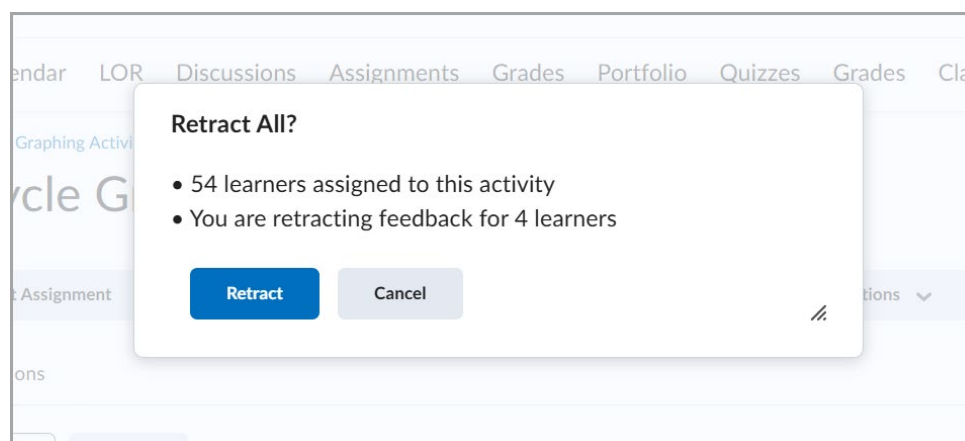 endar LOR Discussions Assignments Grades Portfolio Quizzes Grades Cla
Graphing Activi
Retract All?
ycle G
• 54 learners assigned to this activity
• You are retracting feedback for 4 learners
t Assignment
Retract
Cancel
tions
ons